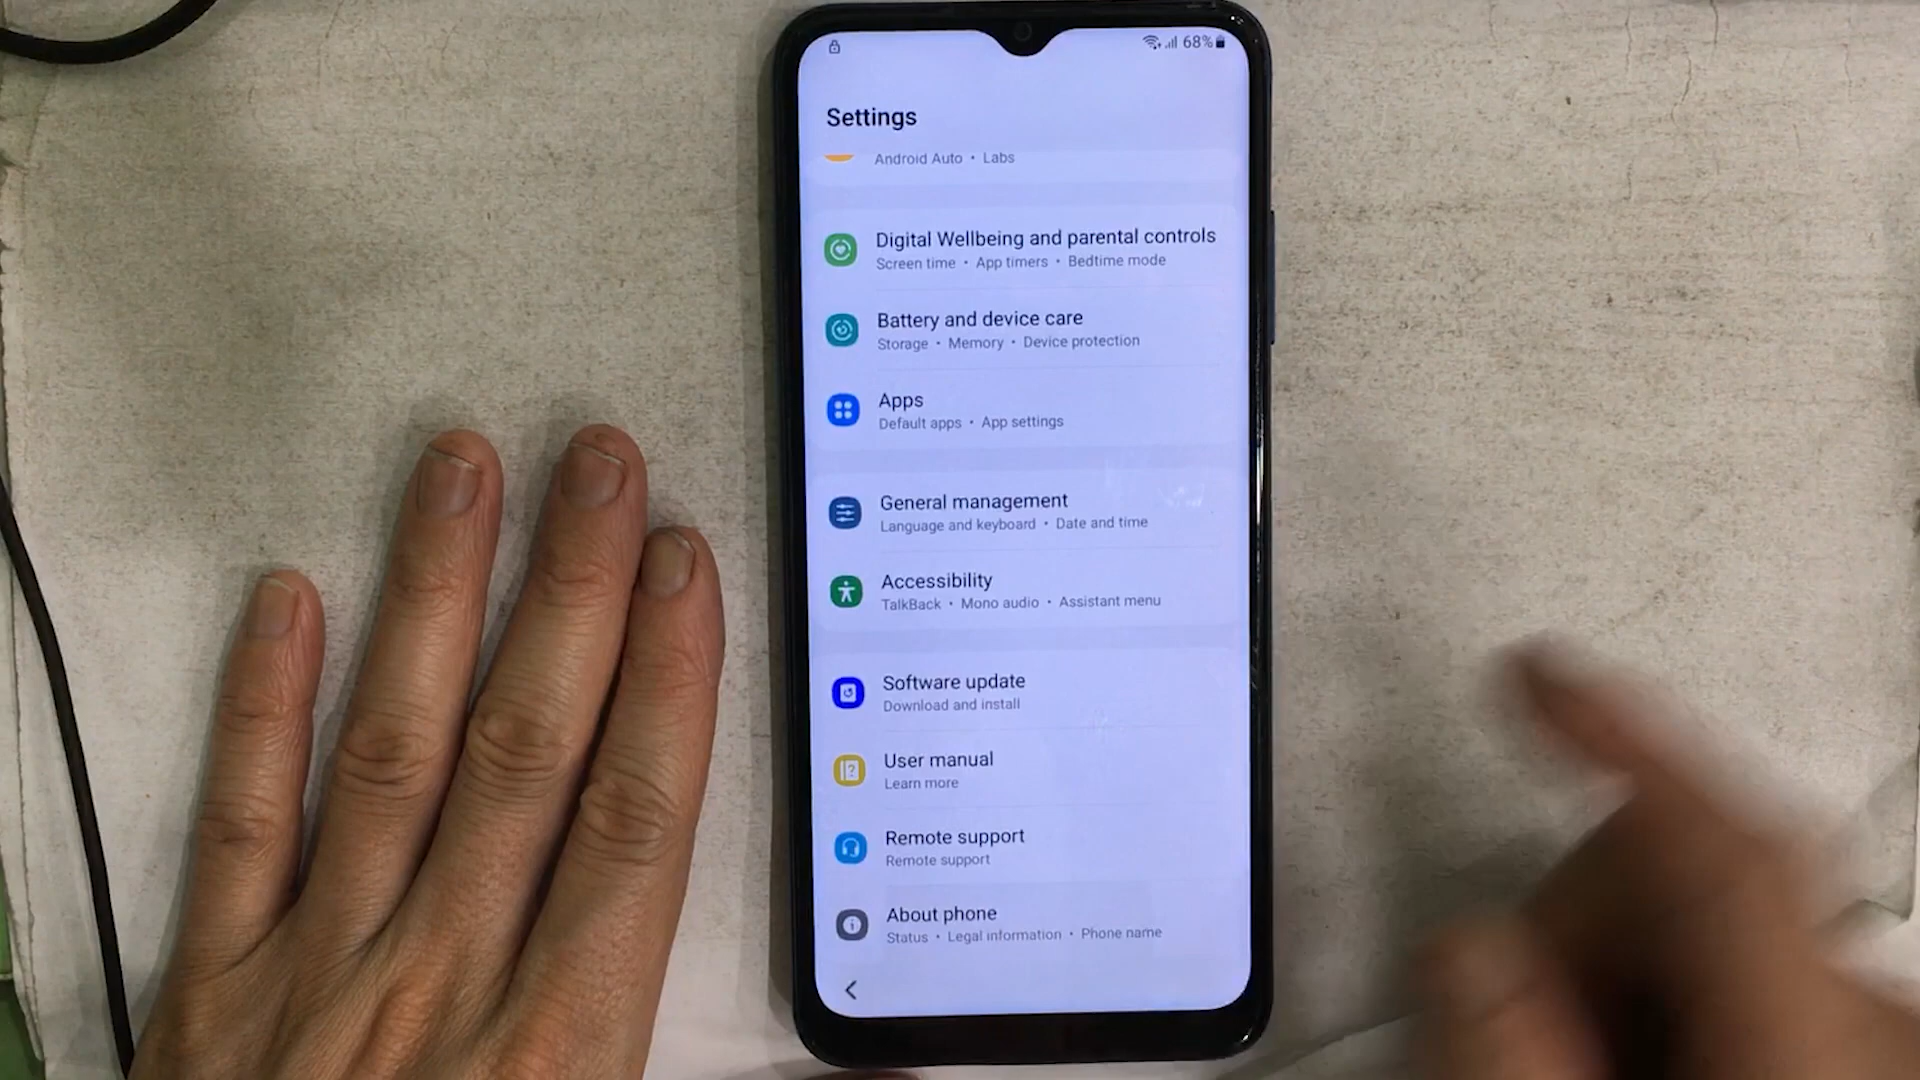 68%
Settings
Android Auto • Labs
Digital Wellbeing and parental controls
Screen time • App timers • Bedtime mode
Battery and device care
Storage • Memory • Device protection
Apps
Default apps • App settings
General management
Language and keyboard • Date and time
Accessibility
TalkBack • Mono audio • Assistant menu
Software update
Download and install
User manual
Learn more
Remote support
Remote support
About phone
Status • Legal information • Phone name